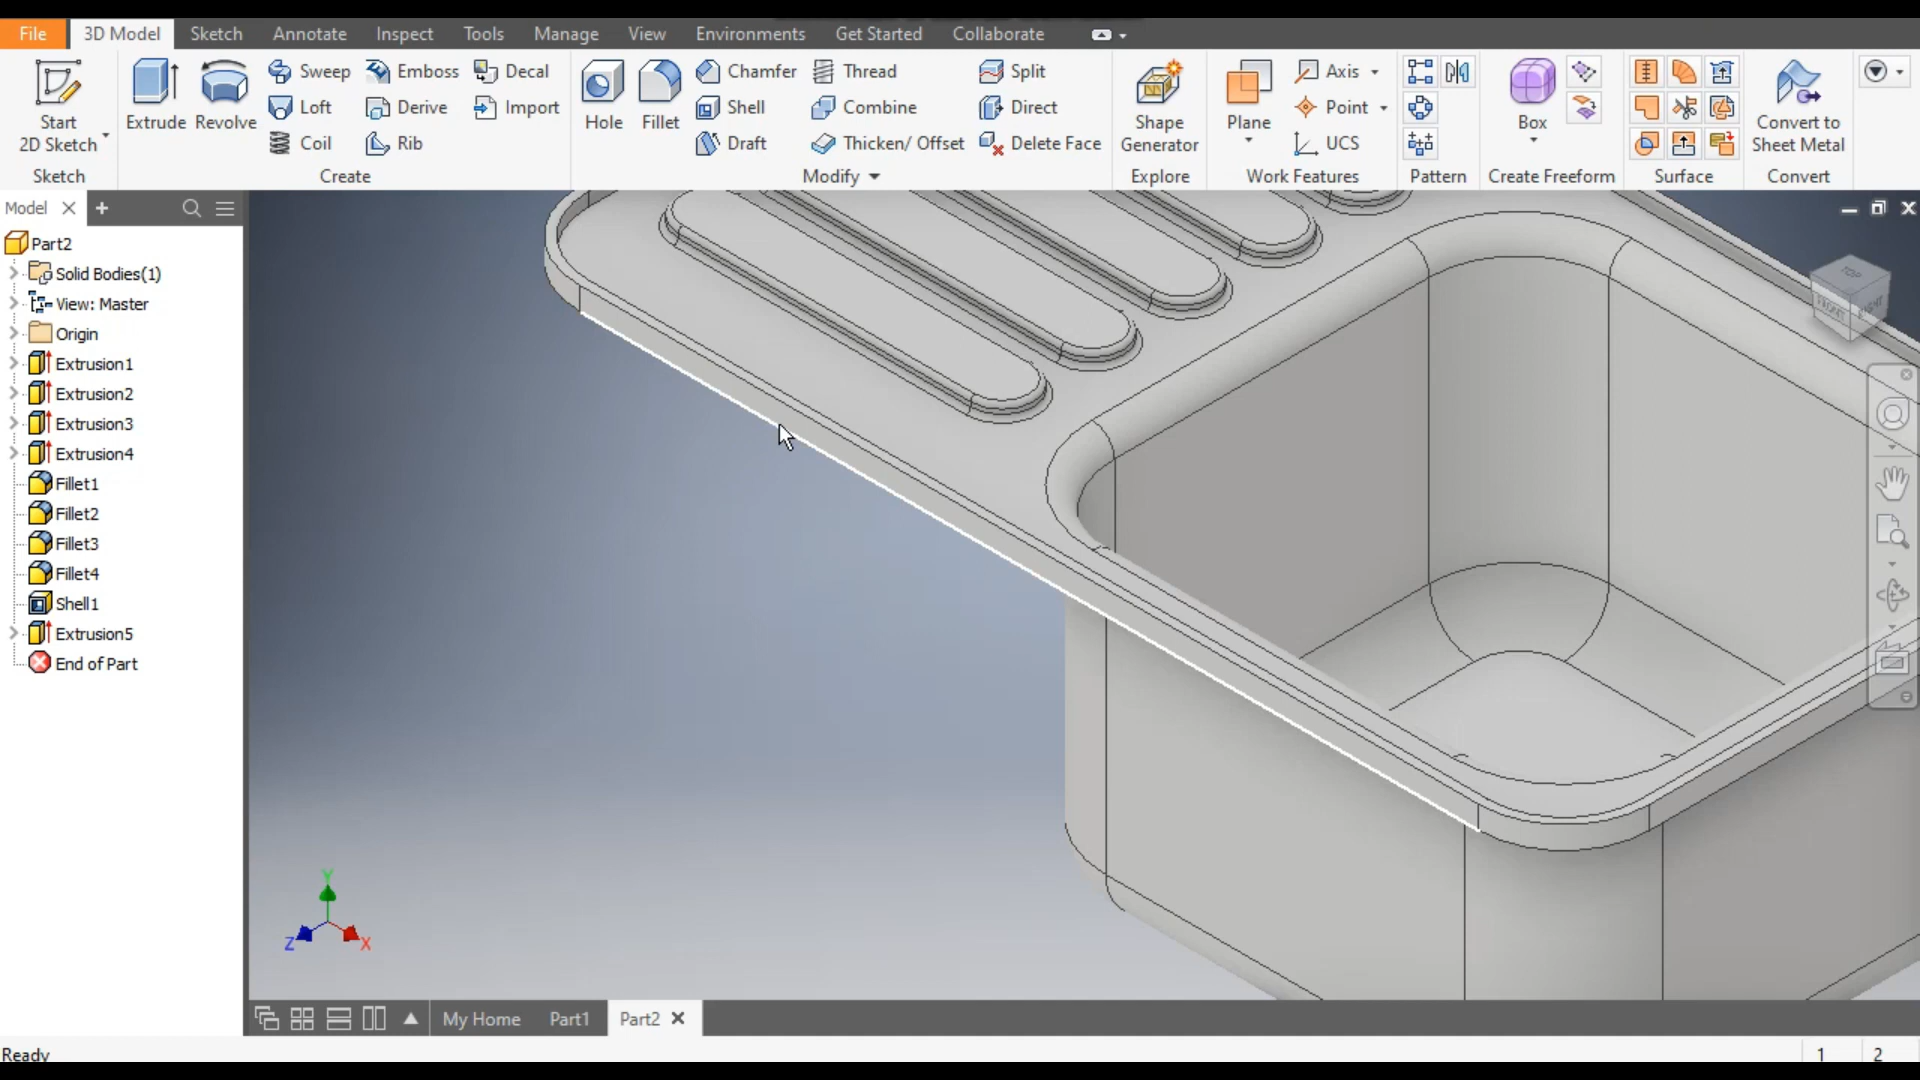 File 3D Model Sketch Annotate Inspect Tools Manage View Environments Get Started Collaborate
Start 2D Sketch
Extrude Revolve
Sweep Emboss Decal
Loft Derive Import
Coil Rib
Hole Fillet
Chamfer Thread Split
Shell Combine Direct
Draft Thicken/ Offset Delete Face
Shape Generator
Plane
Axis
Point
UCS
Box
Convert to Sheet Metal
Sketch Create Modify Explore Work Features Pattern Create Freeform Surface Convert
Model
Part2
Solid Bodies(1)
View: Master
Origin
Extrusion1
Extrusion2
Extrusion3
Extrusion4
Fillet1
Fillet2
Fillet3
Fillet4
Shell1
Extrusion5
End of Part
TOP
FRONT RIGHT
Y
Z X
My Home Part1 Part2
Ready 1 2